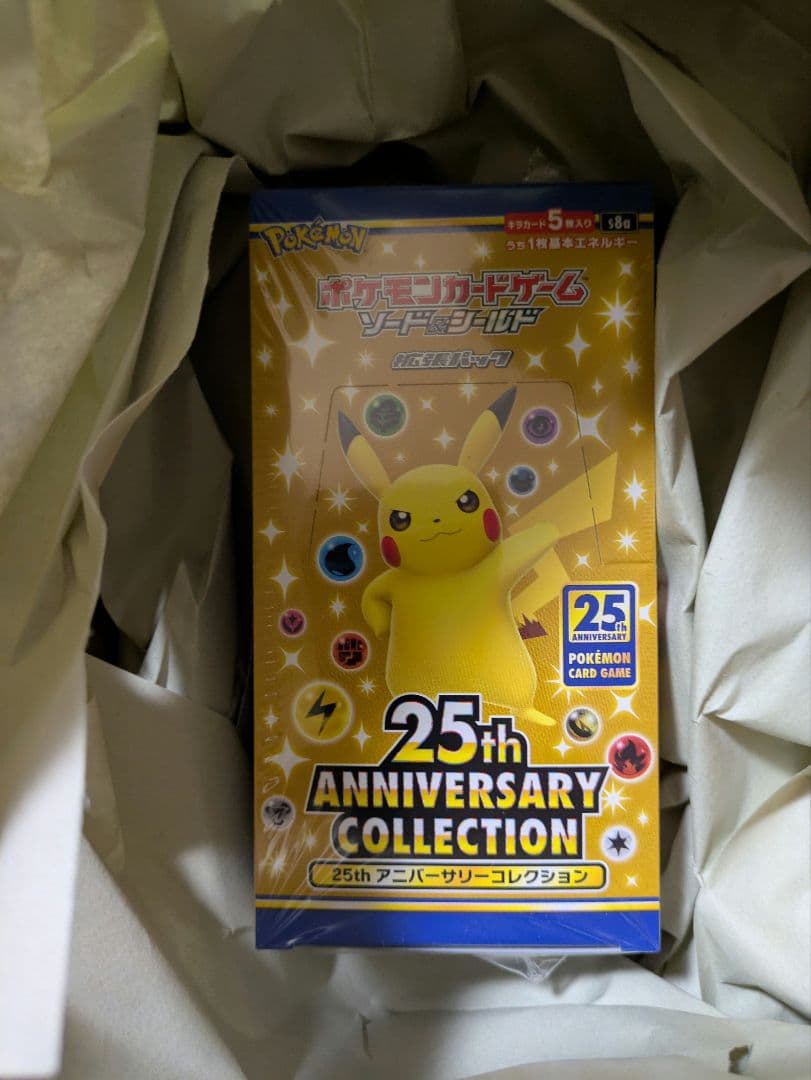 POKÉMON
キラカード5枚入り S8a
うち1枚基本エネルギー
ポケモンカードゲーム
ソード&シールド
拡張パック
25th
ANNIVERSARY
POKÉMON
CARD GAME
25th
ANNIVERSARY
COLLECTION
25th アニバーサリーコレクション